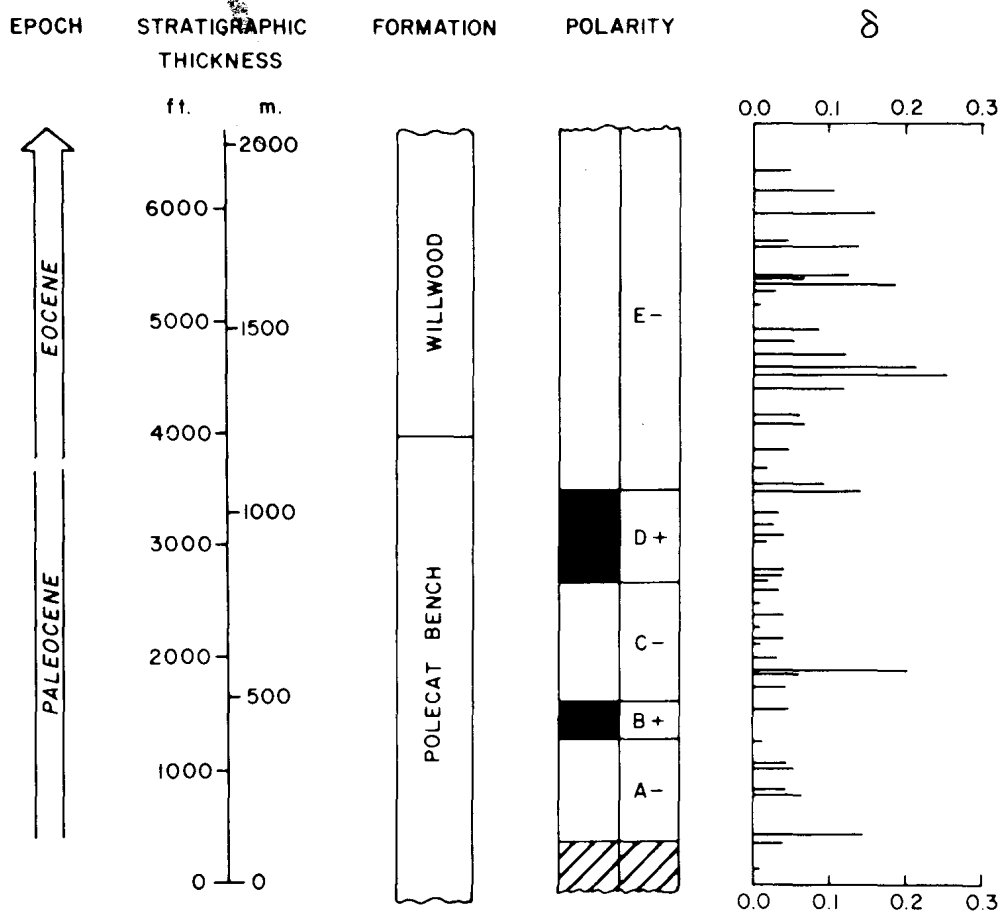 EPOCH STRATIGRAPHIC THICKNESS FORMATION POLARITY δ
ft. m.
0.0 0.1 0.2 0.3
2000
6000
WILLWOOD
EOCENE
E-
5000
1500
4000
1000
D+
3000
POLECAT BENCH
PALEOCENE
C-
2000
500
B+
1000
A-
0 0
0.0 0.1 0.2 0.3